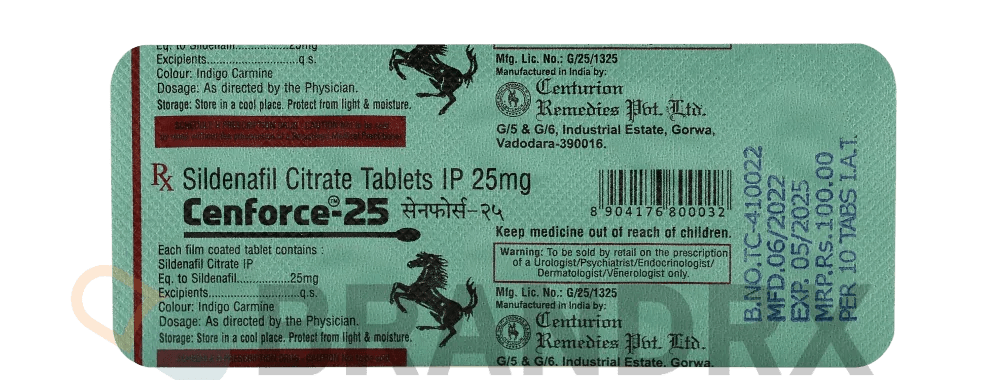 Excipients..........................q.s.
Colour: Indigo Carmine
Dosage: As directed by the Physician.
Storage: Store in a cool place. Protect from light & moisture.
Mfg. Lic. No.: G/25/1325
Manufactured in India by:
Centurion
Remedies Pvt. Ltd.
G/5 & G/6, Industrial Estate, Gorwa,
Vadodara-390016.
Rx Sildenafil Citrate Tablets IP 25mg
Cenforce™-25 सेनफोर्स-२५
8 904176 800032
Keep medicine out of reach of children.
Each film coated tablet contains :
Sildenafil Citrate IP
Eq. to Sildenafil...............25mg
Excipients..........................q.s.
Colour: Indigo Carmine
Dosage: As directed by the Physician.
Storage: Store in a cool place. Protect from light & moisture.
Warning: To be sold by retail on the prescription
of a Urologist/Psychiatrist/Endocrinologist/
Dermatologist/Venerologist only.
Mfg. Lic. No.: G/25/1325
Manufactured in India by:
Centurion
Remedies Pvt. Ltd.
G/5 & G/6, Industrial Estate, Gorwa,
B.NO.TC-410022
MFD.06/2022
EXP. 05/2025
MRP.Rs.100.00
PER 10 TABS I.A.T.
BRANDRX